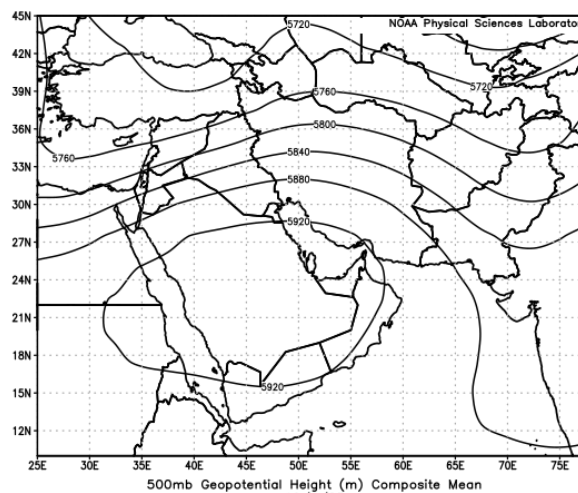 NOAA Physical Sciences Laborato
45N
42N
39N
36N
33N
30N
27N
24N
21N
18N
15N
12N
5720
5720
5760
5760
5800
5840
5880
5920
5920
25E 30E 35E 40E 45E 50E 55E 60E 65E 70E 75E
500mb Geopotential Height (m) Composite Mean